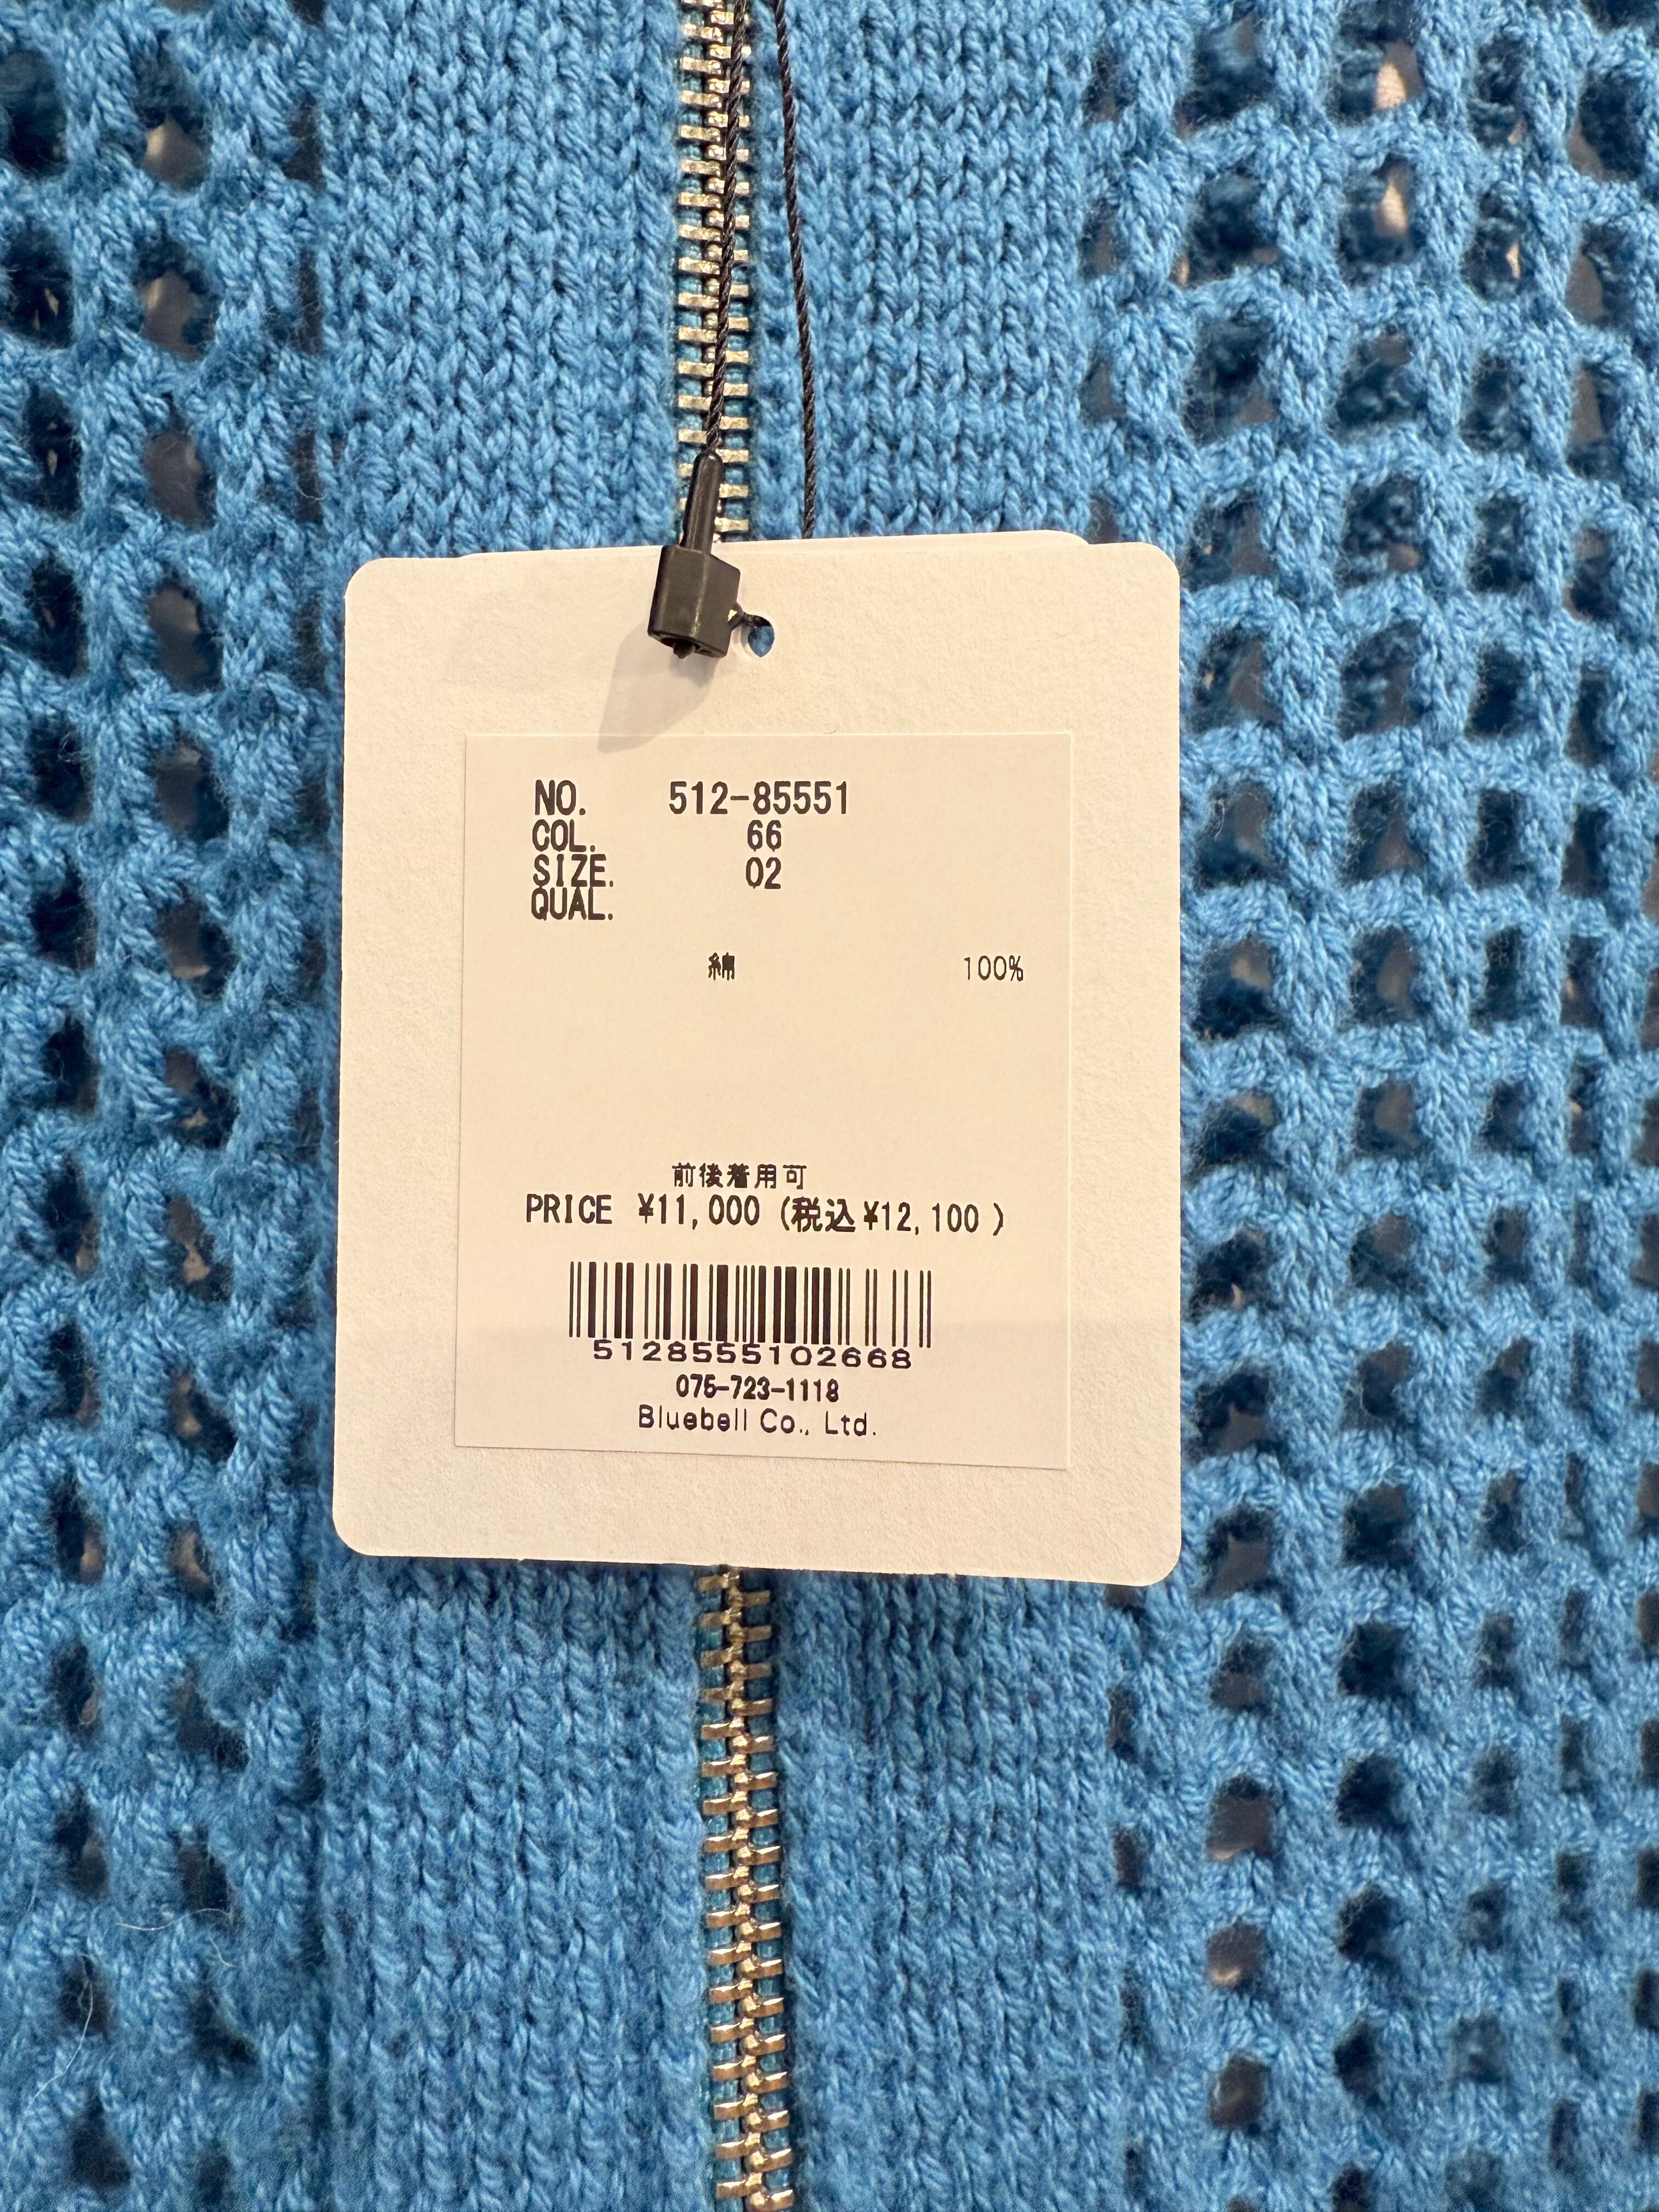 NO. 512-85551
COL. 66
SIZE. 02
QUAL.
綿 100%
前後着用可
PRICE ¥11,000 (税込¥12,100 )
5128555102668
075-723-1118
Bluebell Co., Ltd.